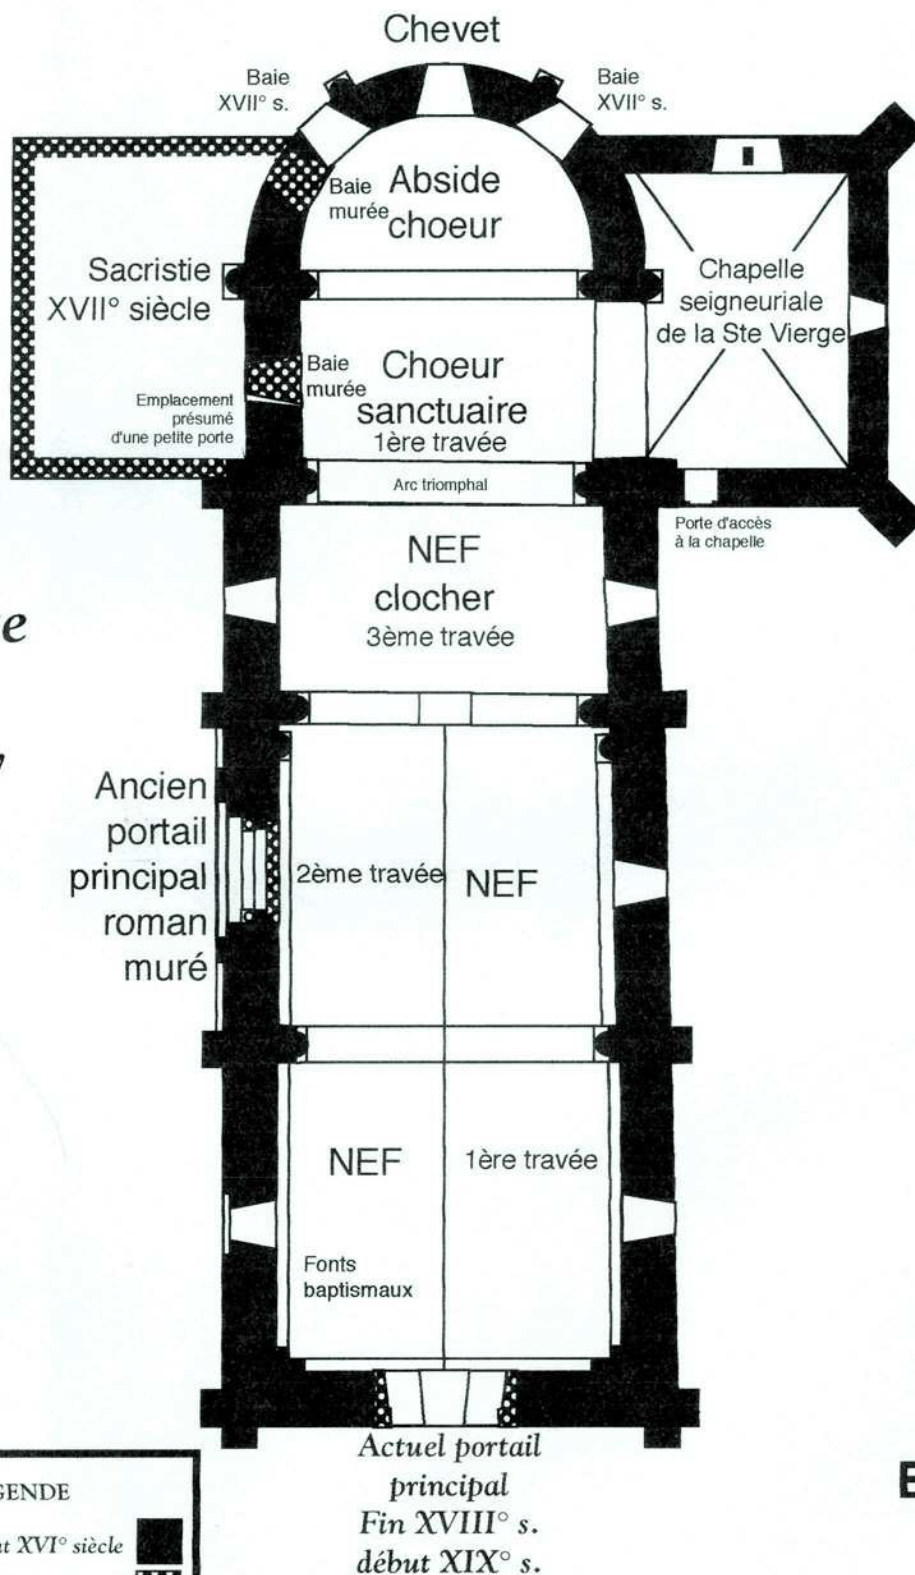 Chevet
Baie
XVII° s.
Baie
XVII° s.
Baie
murée
Abside
choeur
Sacristie
XVII° siècle
Chapelle
seigneuriale
de la Ste Vierge
Baie
murée
Choeur
sanctuaire
1ère travée
Emplacement
présumé
d'une petite porte
Arc triomphal
Porte d'accès
à la chapelle
NEF
clocher
3ème travée
Ancien
portail
principal
roman
muré
2ème travée
NEF
NEF
1ère travée
Fonts
baptismaux
Actuel portail
principal
Fin XVIII° s.
début XIX° s.
GENDE
XVI° siècle